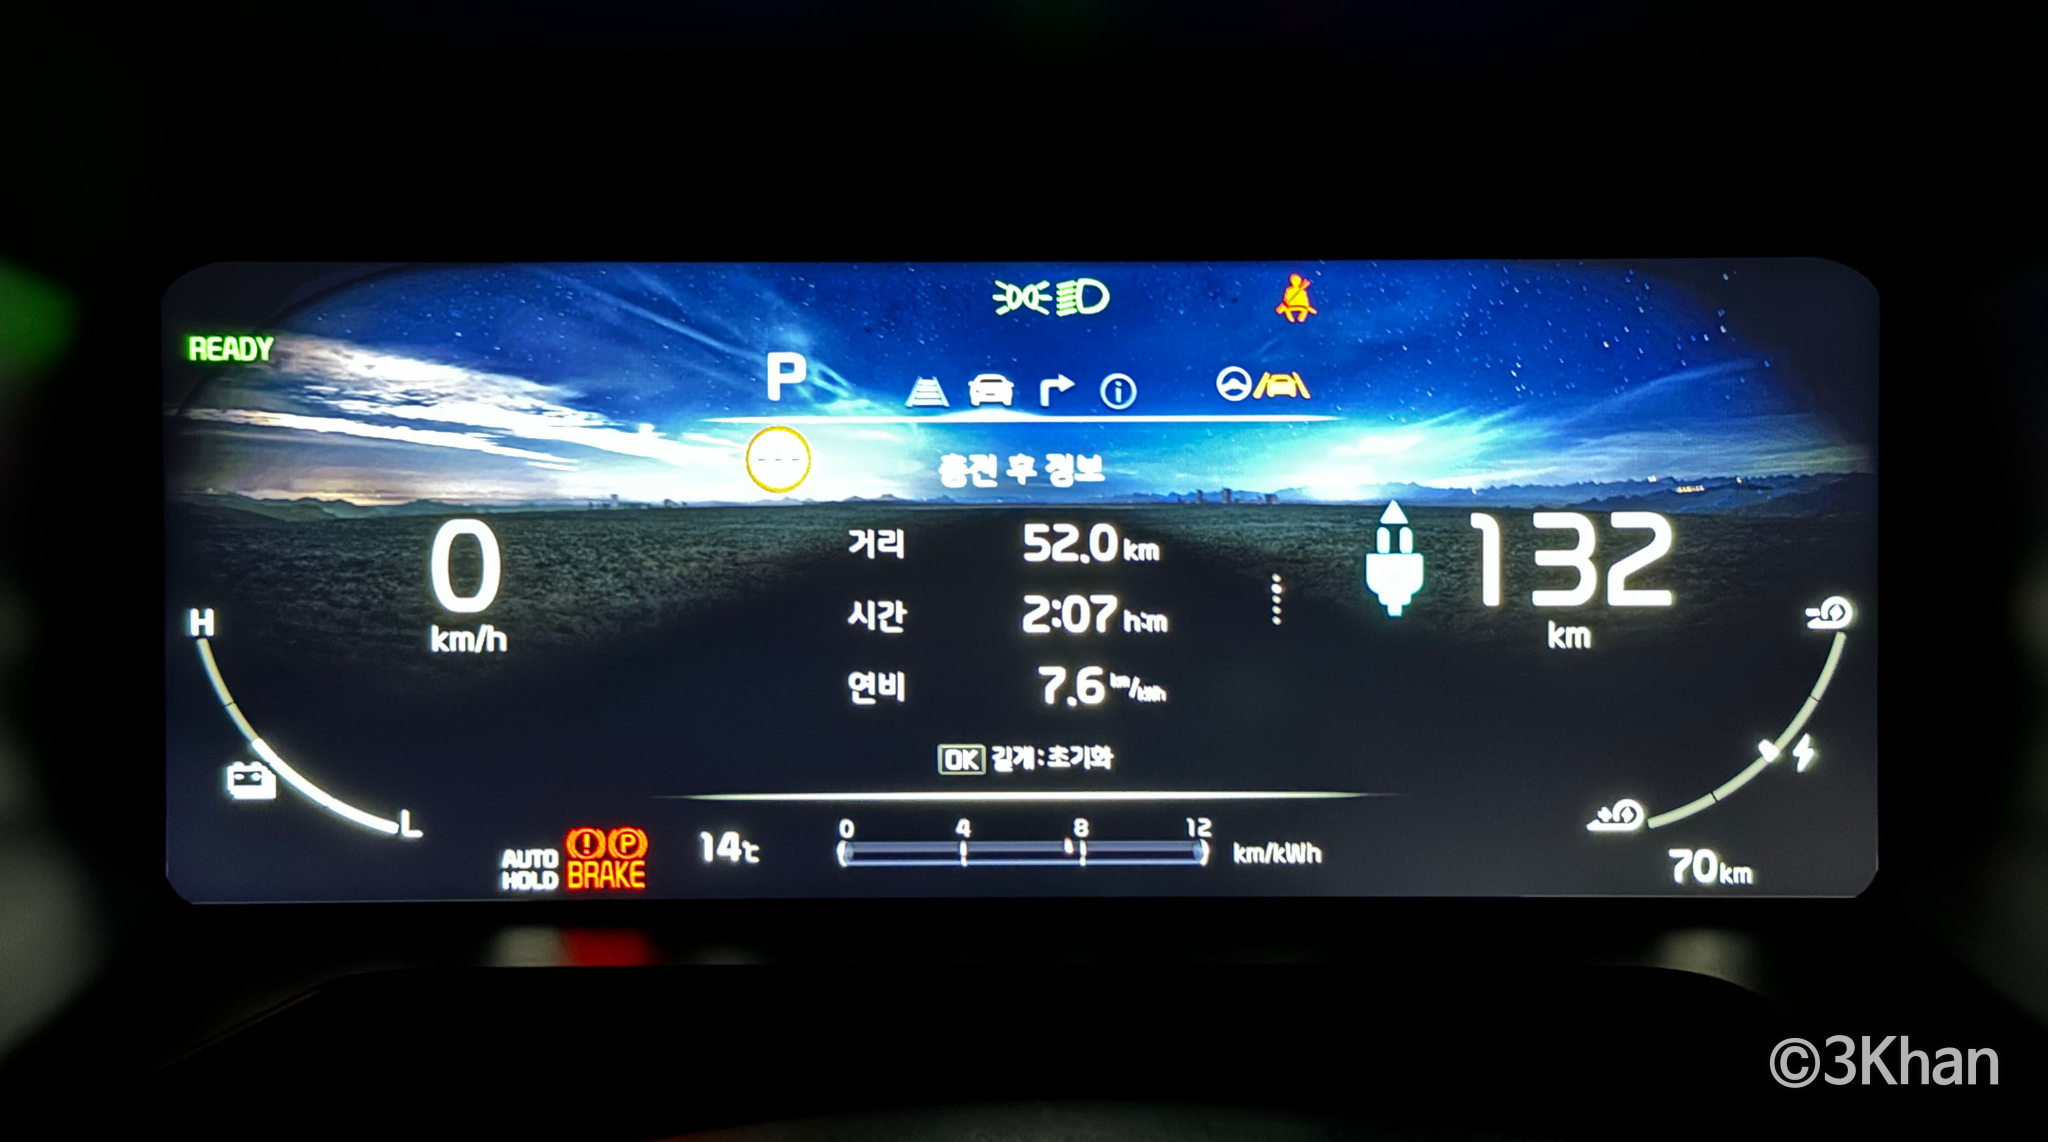 READY
P
충전 후 정보
거리 52.0 km
0 km/h
132 km
시간 2:07 h:m
연비 7.6 km/kWh
H
L
OK 길게 : 초기화
AUTO HOLD
P
BRAKE
14℃
0 4 8 12 km/kWh
70 km
©3Khan